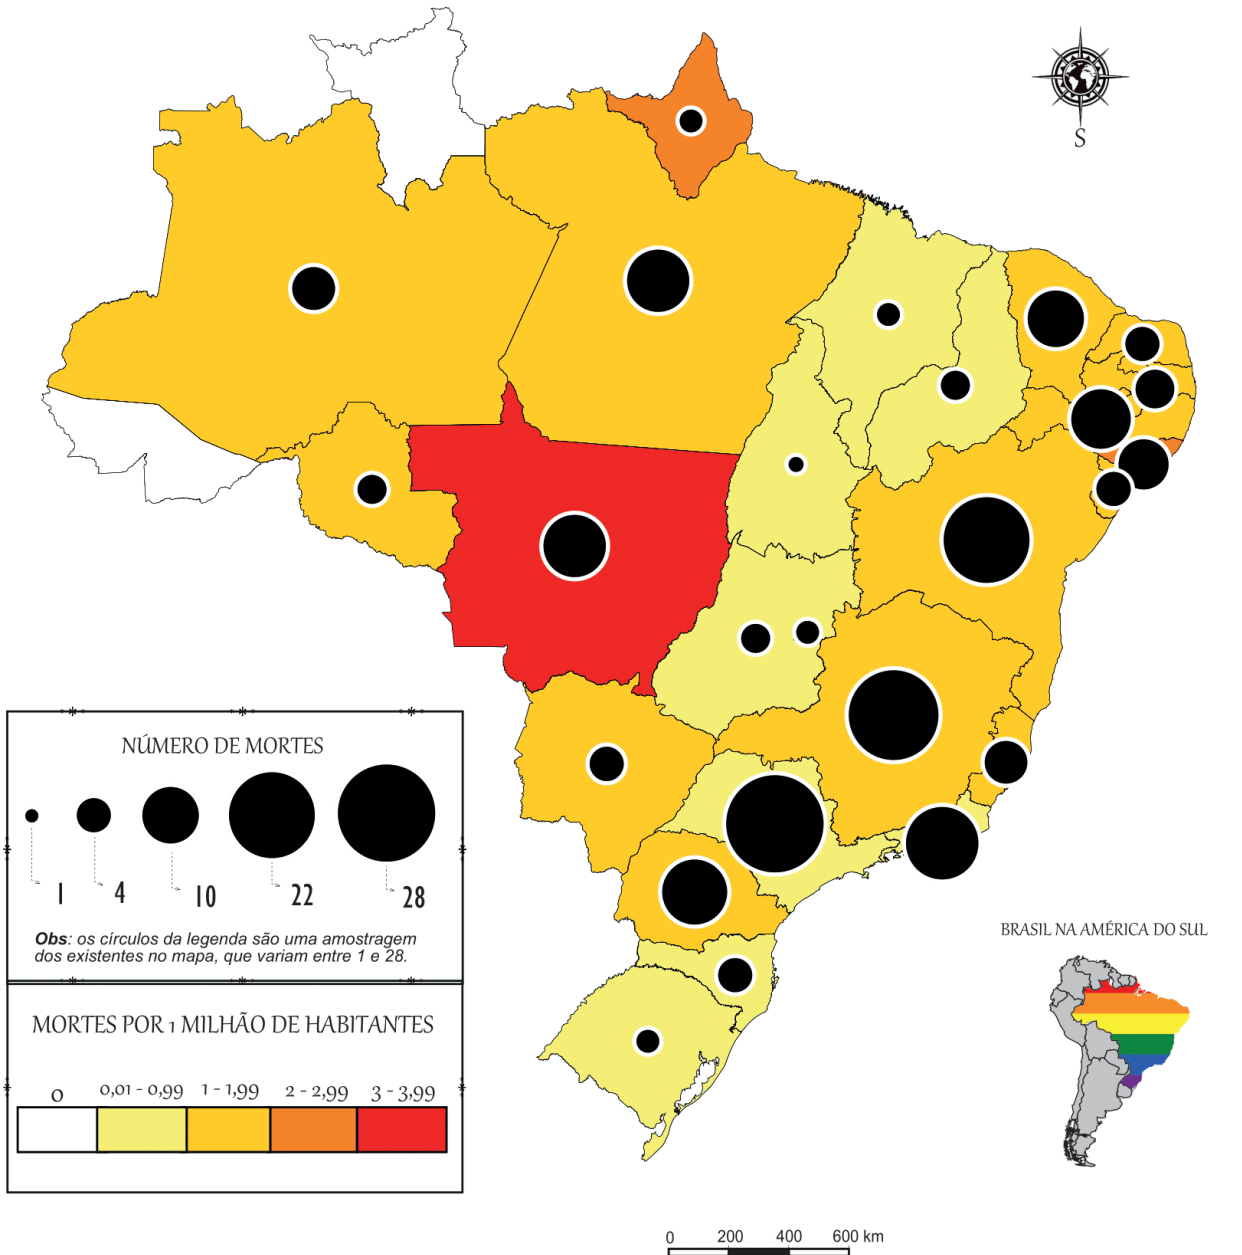 S
NÚMERO DE MORTES
1 4 10 22 28
Obs: os círculos da legenda são uma amostragem
dos existentes no mapa, que variam entre 1 e 28.
MORTES POR 1 MILHÃO DE HABITANTES
0 0,01 - 0,99 1 - 1,99 2 - 2,99 3 - 3,99
BRASIL NA AMÉRICA DO SUL
0 200 400 600 km